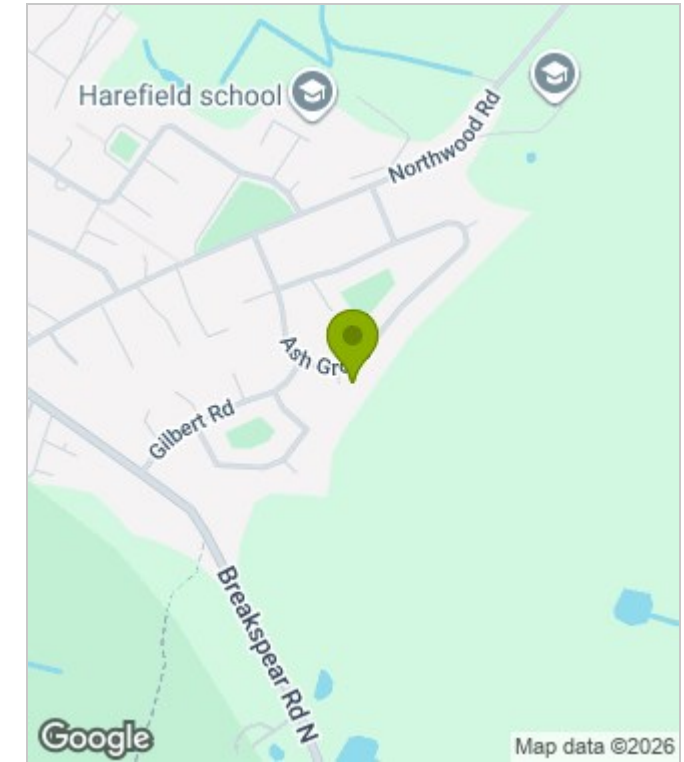 Harefield school
Northwood Rd
Ash Gr
Gilbert Rd
Breakspear Rd N
Google
Map data ©2026